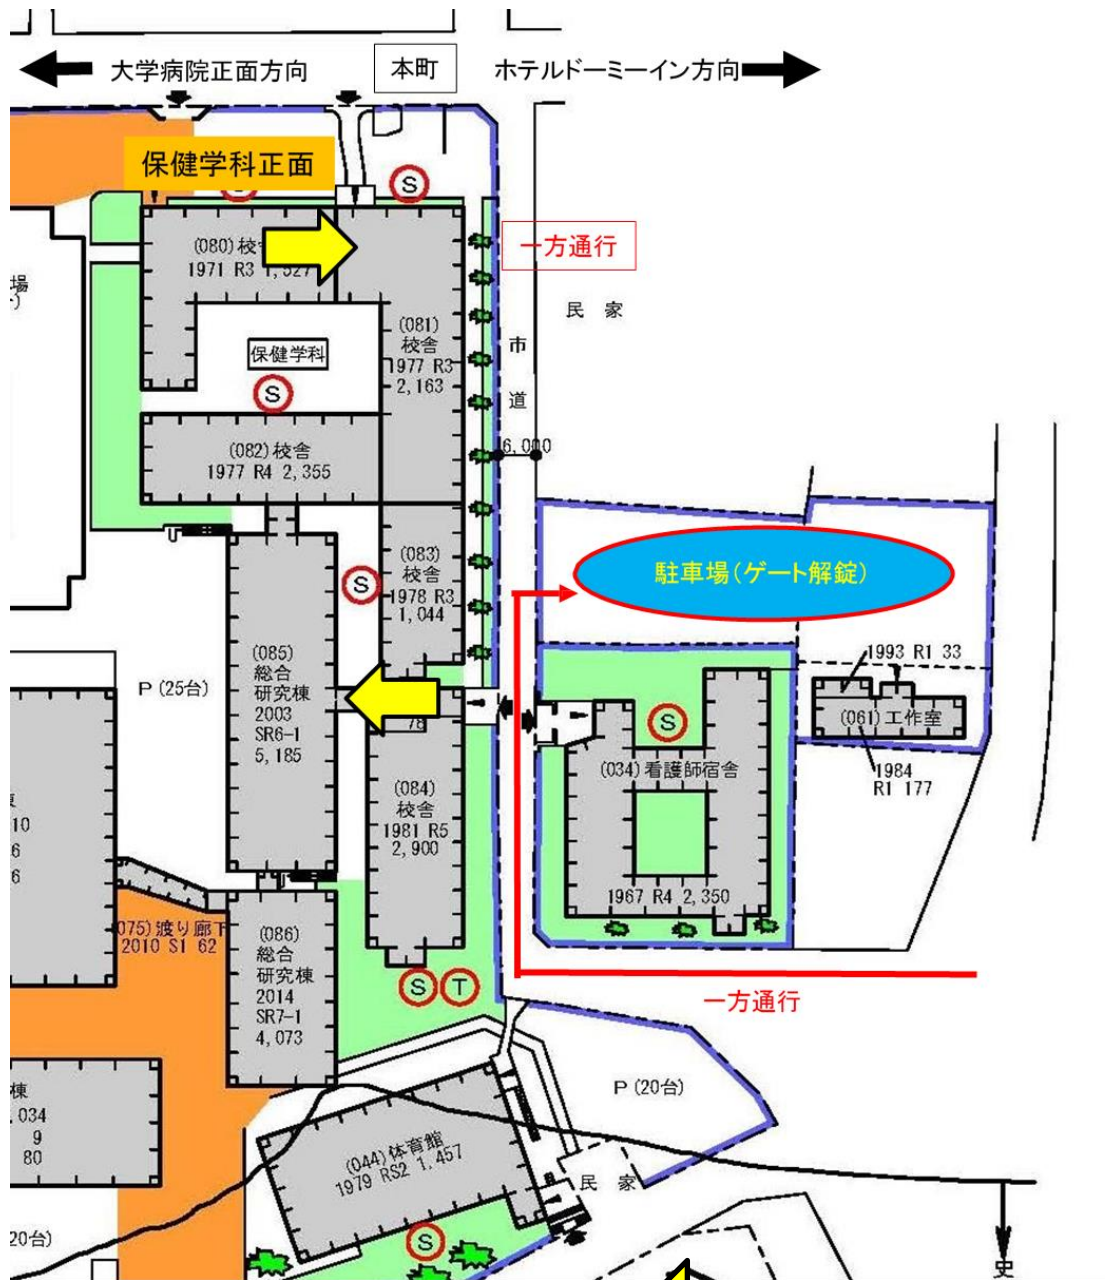 大学病院正面方向
本町
ホテルドーミーイン方向
保健学科正面
S
一方通行
(080)校
1971 R3 1,527
場
民 家
(081)
校舎
1977 R3
2,163
市
道
保健学科
S
6,000
(082)校舎
1977 R4 2,355
(083)
校舎
1978 R3
1,044
S
駐車場(ゲート解錠)
(085)
総合
研究棟
2003
SR6-1
5,185
P(25台)
1993 R1 33
(061)工作室
1984
R1 177
S
78
(034)看護師宿舎
(084)
校舎
1981 R5
2,900
10
6
6
1967 R4 2,350
075)渡り廊下
2010 S1 62
(086)
総合
研究棟
2014
SR7-1
4,073
S
T
一方通行
P(20台)
棟
034
9
80
(044)体育館
1979 RS2 1,457
民 家
20台)
S
史